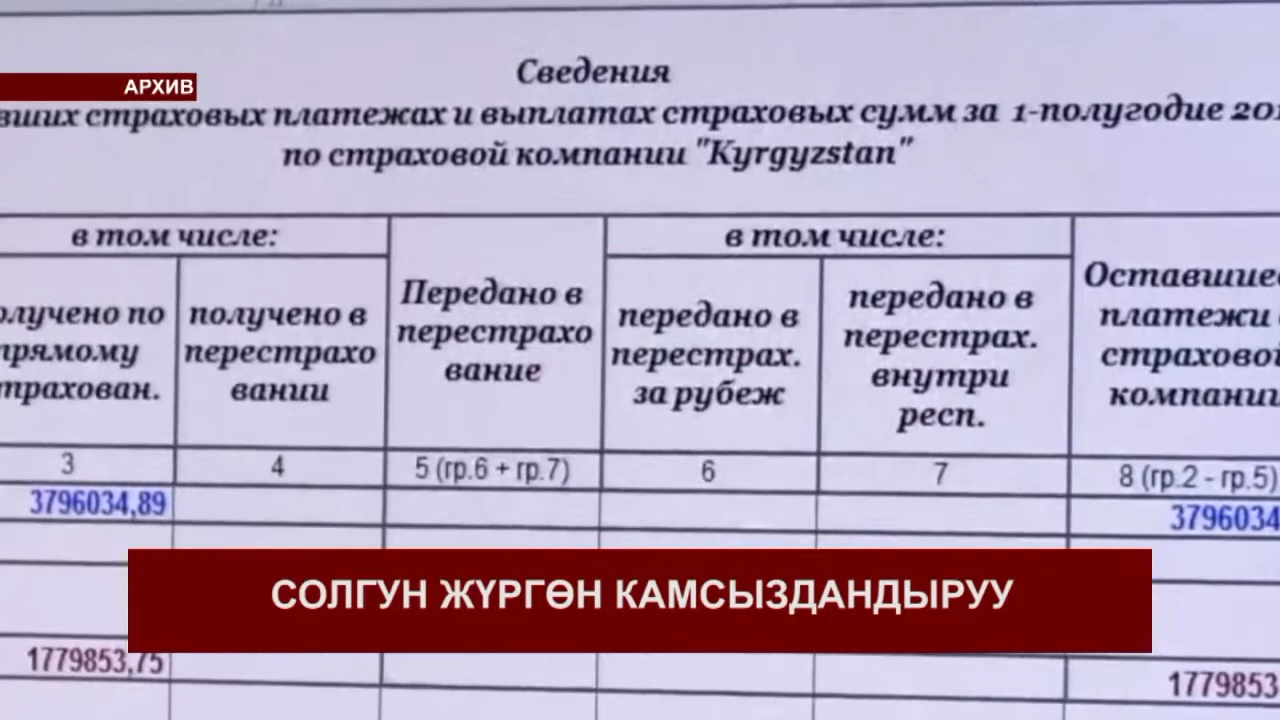 Сведения
АРХИВ
вших страховых платежах и выплатах страховых сумм за 1-полугодие 20
по страховой компании "Kyrgyzstan"
в том числе:
в том числе:
олучено по
прямому
трахован.
получено в
перестрахо
вании
Передано в
перестрахо
вание
передано в
перестрах.
за рубеж
передано в
перестрах.
внутри
респ.
Оставшиес
платежи
страховой
компании
3
4
5 (гр.6 + гр.7)
6
7
8 (гр.2 - гр.5)
3796034,89
3796034
СОЛГУН ЖҮРГӨН КАМСЫЗДАНДЫРУУ
1779853,75
1779853